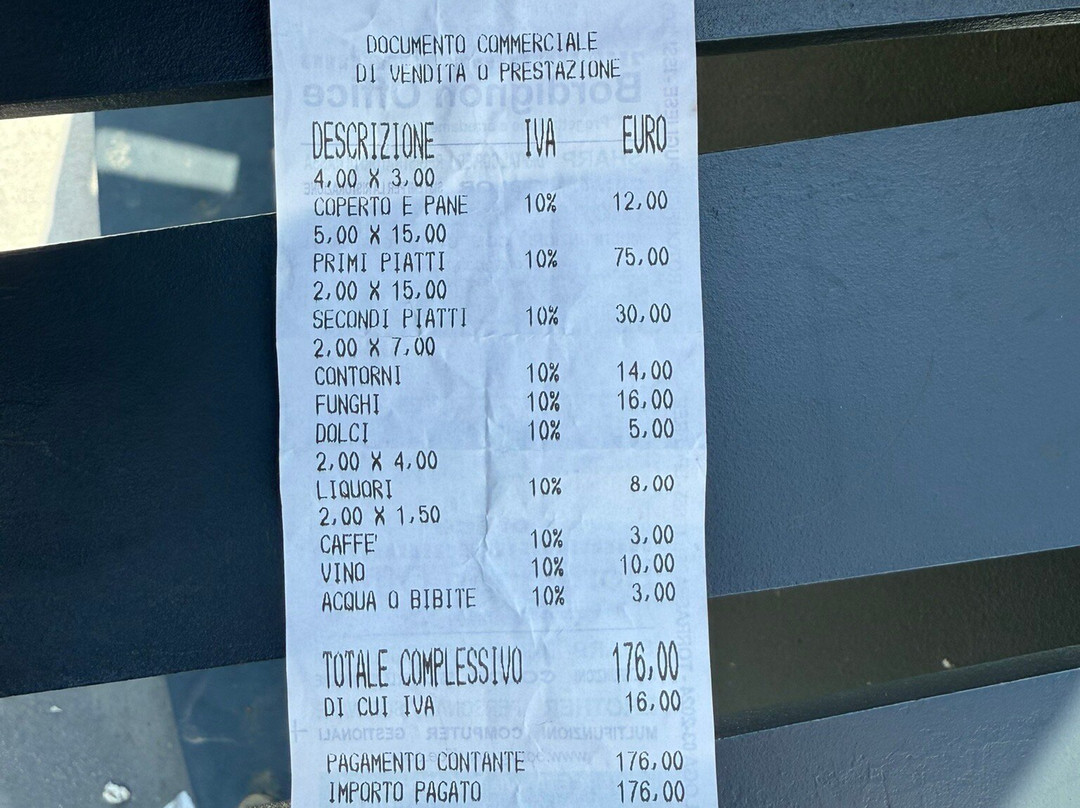 DOCUMENTO COMMERCIALE
DI VENDITA O PRESTAZIONE
DESCRIZIONE IVA EURO
4,00 X 3,00
COPERTO E PANE 10% 12,00
5,00 X 15,00
PRIMI PIATTI 10% 75,00
2,00 X 15,00
SECONDI PIATTI 10% 30,00
2,00 X 7,00
CONTORNI 10% 14,00
FUNGHI 10% 16,00
DOLCI 10% 5,00
2,00 X 4,00
LIQUORI 10% 8,00
2,00 X 1,50
CAFFE' 10% 3,00
VINO 10% 10,00
ACQUA O BIBITE 10% 3,00
TOTALE COMPLESSIVO 176,00
DI CUI IVA 16,00
PAGAMENTO CONTANTE 176,00
IMPORTO PAGATO 176,00